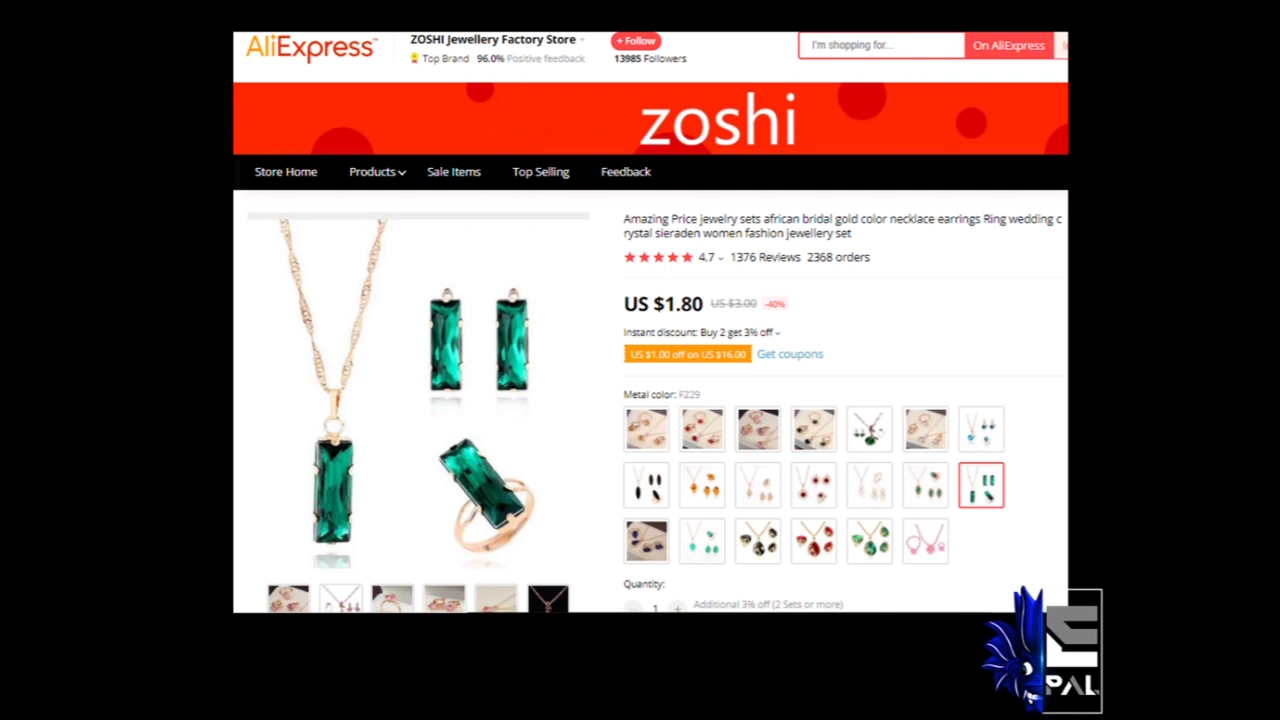 AliExpress™
ZOSHI Jewellery Factory Store
+ Follow
Top Brand 96.0% Positive feedback
13985 Followers
I'm shopping for...
On AliExpress
zoshi
Store Home Products Sale Items Top Selling Feedback
Amazing Price jewelry sets african bridal gold color necklace earrings Ring wedding c
rystal sieraden women fashion jewellery set
4.7 1376 Reviews 2368 orders
US $1.80 US $3.00 -40%
Instant discount: Buy 2 get 3% off
US $1.00 off on US $16.00 Get coupons
Metal color: F229
Quantity:
1 + Additional 3% off (2 Sets or more)
E
PAL